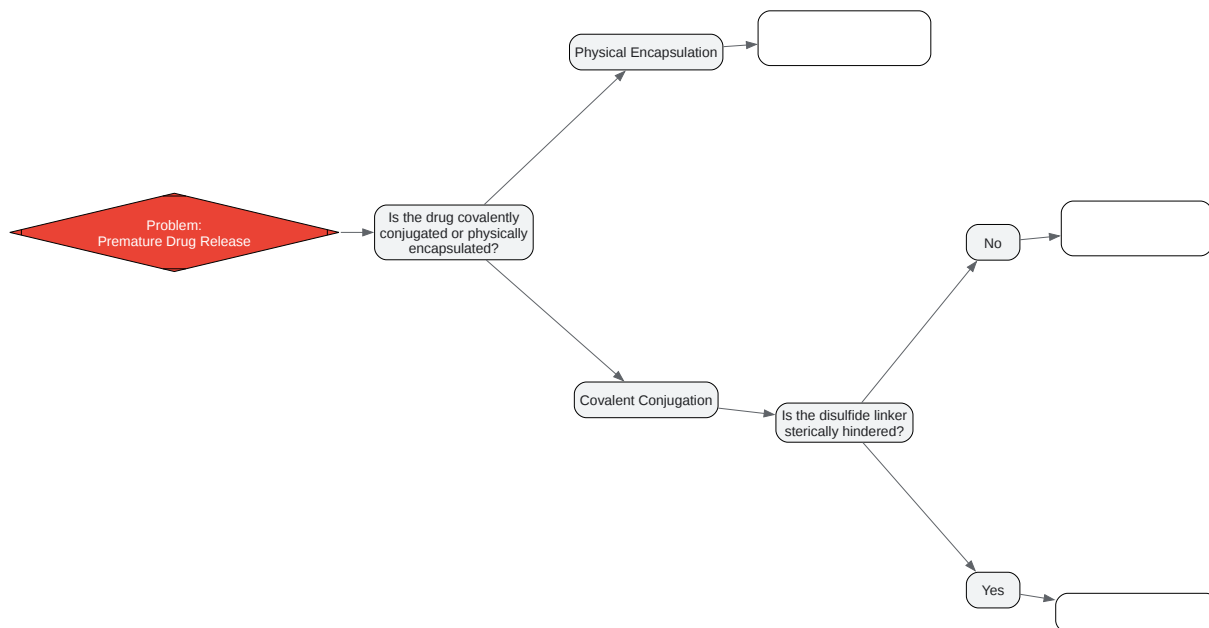 Physical Encapsulation
Problem:
Premature Drug Release
Is the drug covalently
conjugated or physically
encapsulated?
No
Covalent Conjugation
Is the disulfide linker
sterically hindered?
Yes